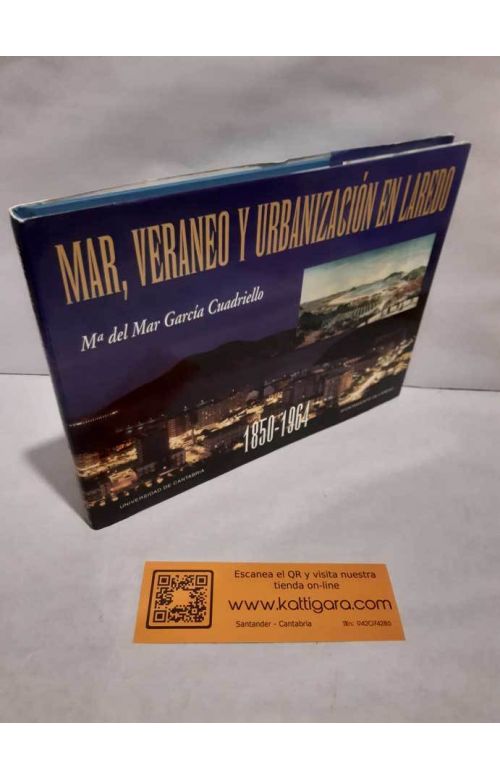 MAR, VERANEO Y URBANIZACIÓN EN LAREDO
Mª del Mar García Cuadriello
1850-1964
UNIVERSIDAD DE CANTABRIA
Escanea el QR y visita nuestra
tienda on-line
www.kattigara.com
Santander - Cantabria